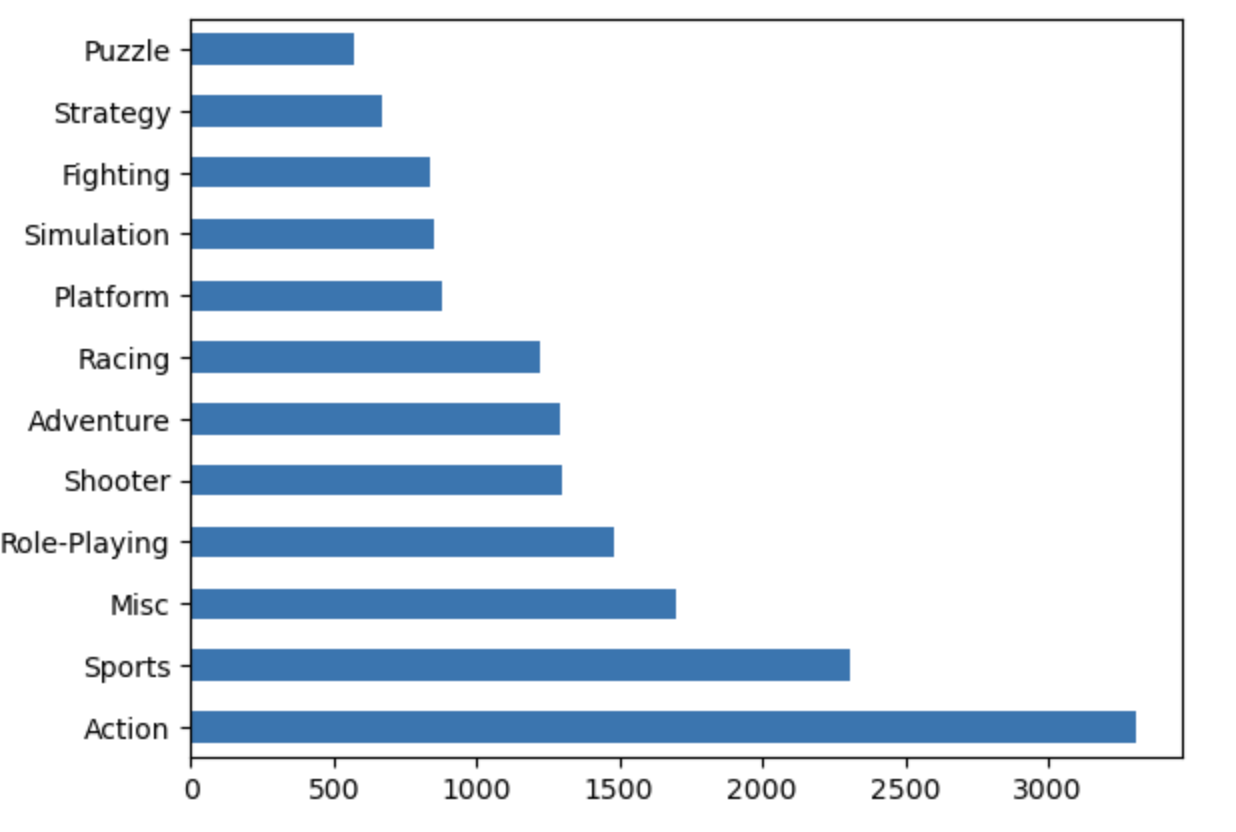 Puzzle
Strategy
Fighting
Simulation
Platform
Racing
Adventure
Shooter
Role-Playing
Misc
Sports
Action
0 500 1000 1500 2000 2500 3000